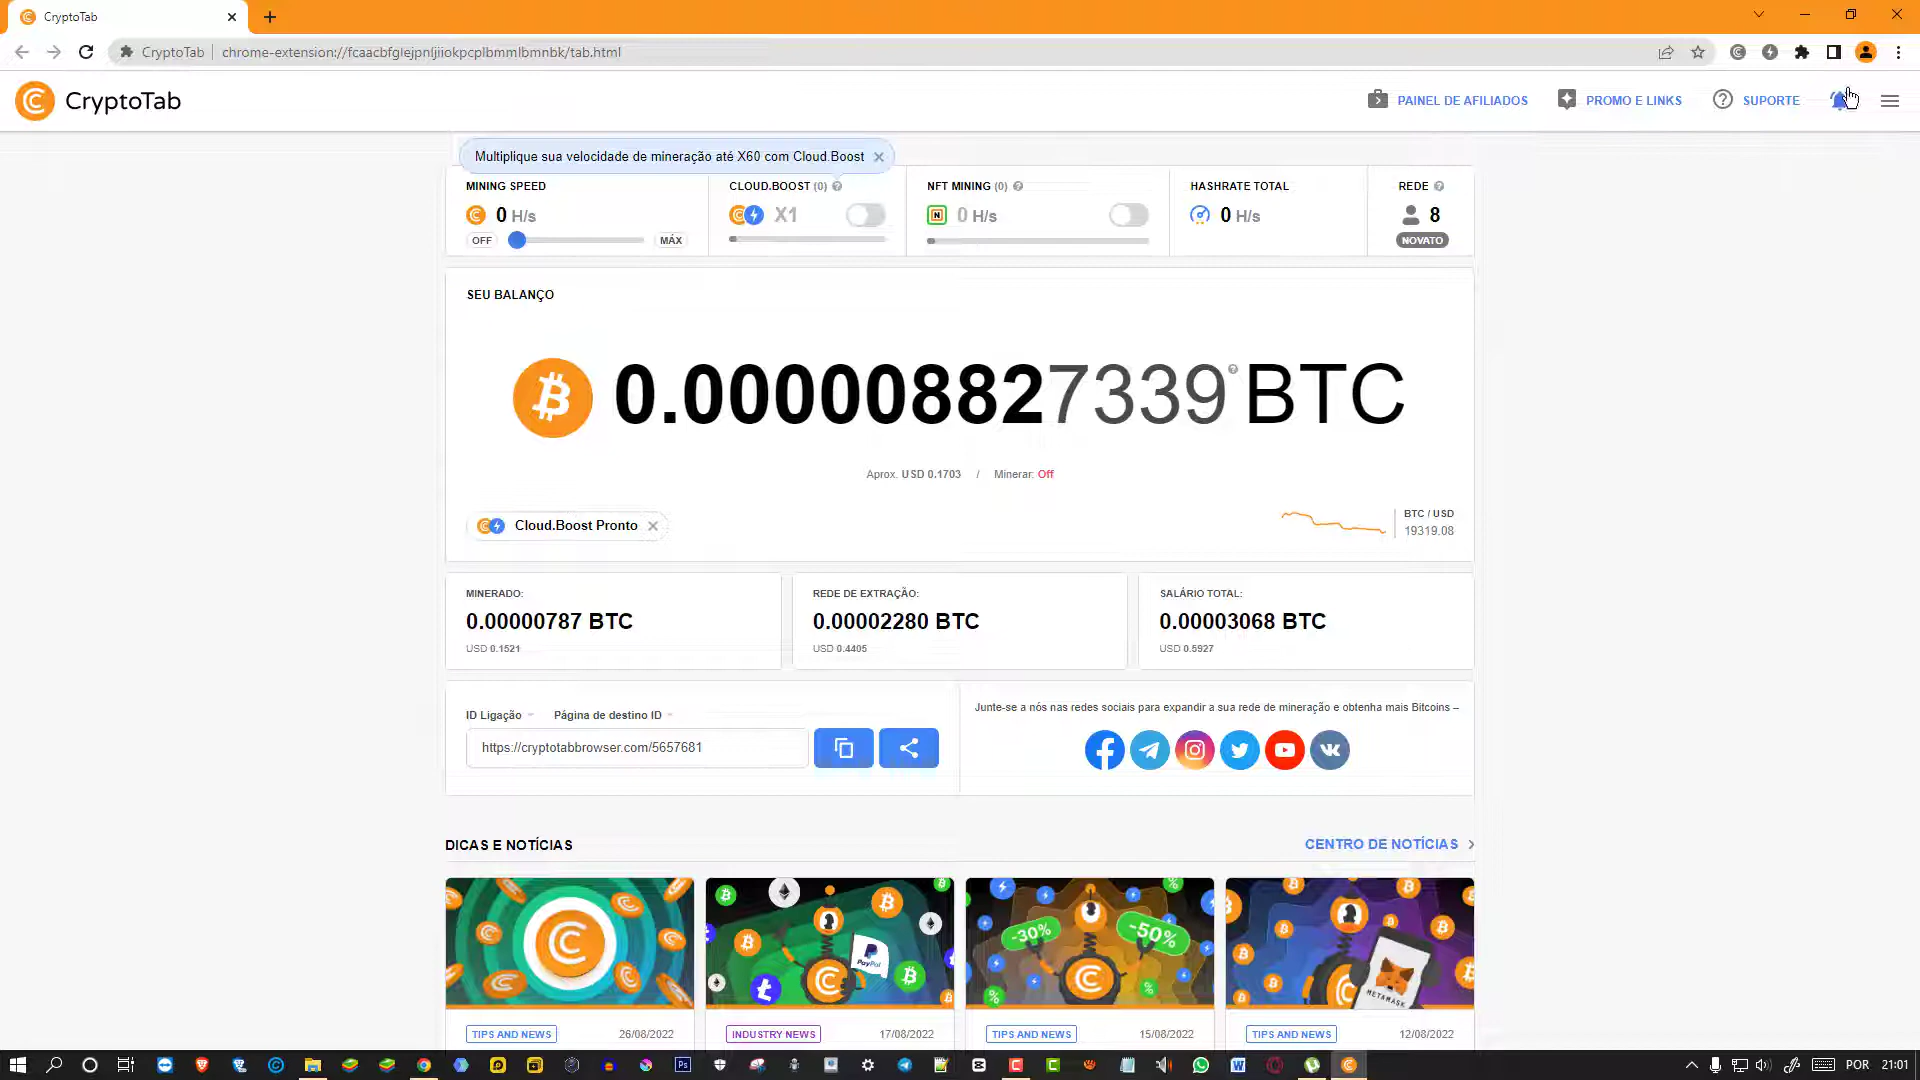 CryptoTab
CryptoTab
chrome-extension://fcaacbfgiejpnljiiokpcplbmmlbmnbk/tab.html
CryptoTab
PAINEL DE AFILIADOS
PROMO E LINKS
SUPORTE
Multiplique sua velocidade de mineração até X60 com Cloud.Boost
MINING SPEED
CLOUD.BOOST (0)
NFT MINING (0)
HASHRATE TOTAL
REDE
0 H/s
X1
0 H/s
0 H/s
8
OFF
MÁX
NOVATO
SEU BALANÇO
0.000008827339 BTC
Aprox. USD 0.1703 / Minerar: Off
Cloud.Boost Pronto
BTC / USD
19319.08
MINERADO:
0.00000787 BTC
USD 0.1521
REDE DE EXTRAÇÃO:
0.00002280 BTC
USD 0.4405
SALÁRIO TOTAL:
0.00003068 BTC
USD 0.5927
ID Ligação
Página de destino ID
https://cryptotabbrowser.com/5657681
Junte-se a nós nas redes sociais para expandir a sua rede de mineração e obtenha mais Bitcoins –
DICAS E NOTÍCIAS
CENTRO DE NOTÍCIAS
PayPal
-30%
-50%
METAMASK
TIPS AND NEWS
26/08/2022
INDUSTRY NEWS
17/08/2022
TIPS AND NEWS
15/08/2022
TIPS AND NEWS
12/08/2022
POR
21:01